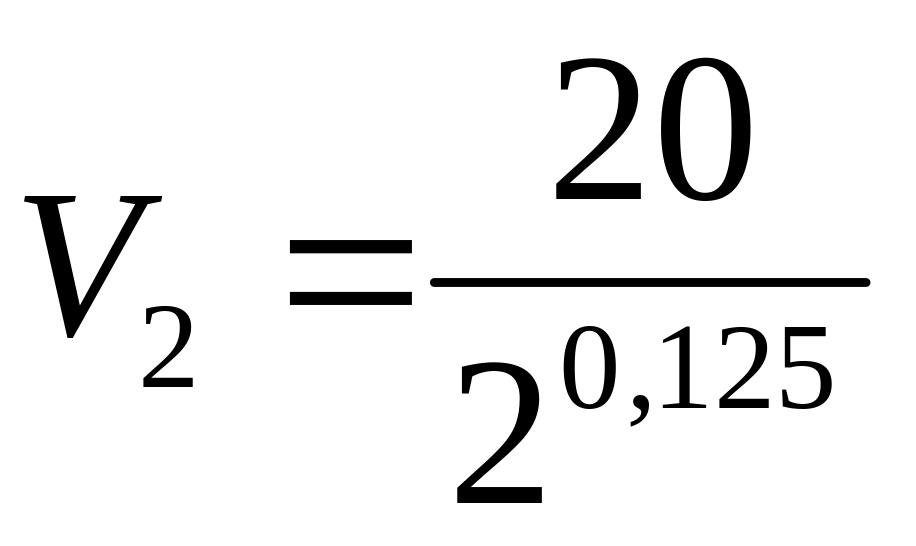 V₂ = 20 / 2^0,125